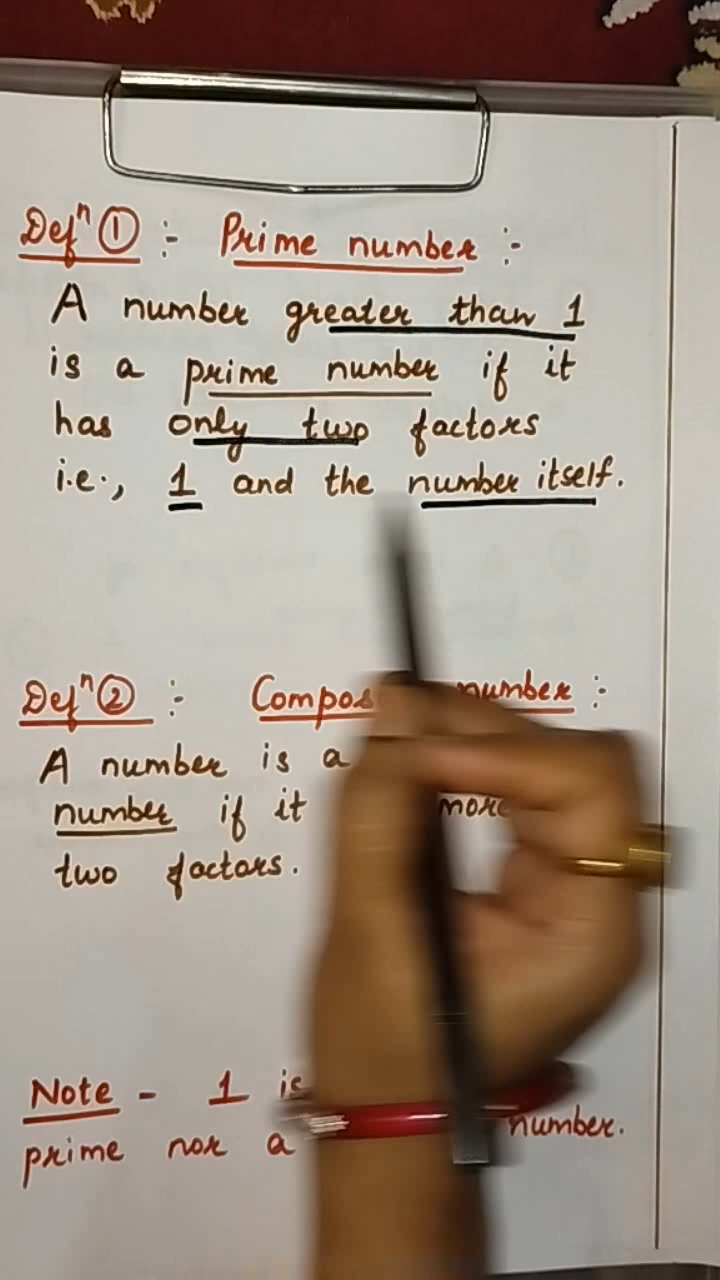 Defⁿ ① :- Prime number :-
A number greater than 1
is a prime number if it
has only two factors
i.e., 1 and the number itself.
Defⁿ ② :- number :-
A number is a
number if it more
two factors.
Note - 1 is
prime nor a number.